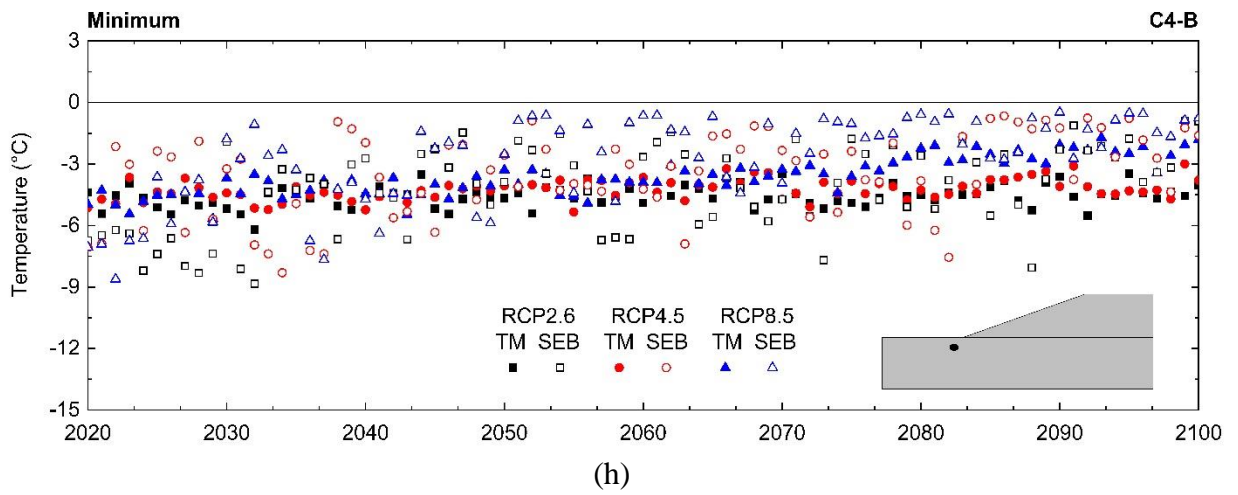 Minimum C4-B
3
0
-3
-6
-9
-12
-15
Temperature (°C)
RCP2.6 RCP4.5 RCP8.5
TM SEB TM SEB TM SEB
2020 2030 2040 2050 2060 2070 2080 2090 2100
(h)